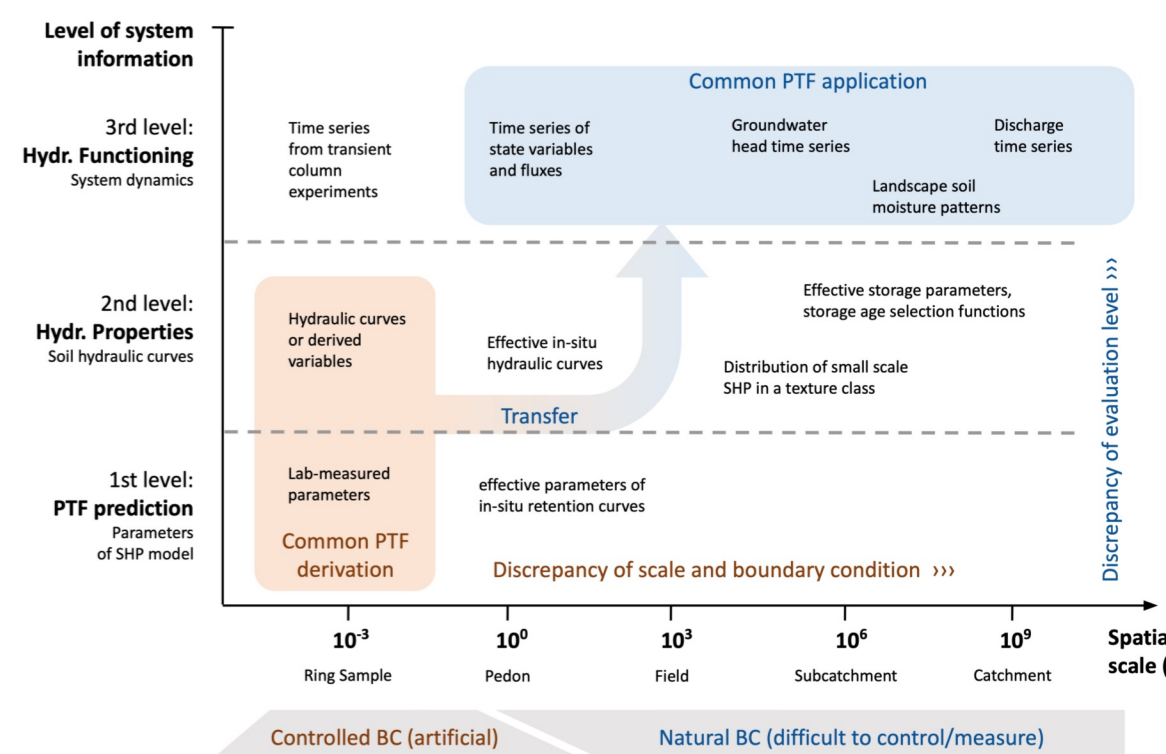 Level of system
information
Common PTF application
3rd level:
Hydr. Functioning
System dynamics
Time series
from transient
column
experiments
Time series of
state variables
and fluxes
Groundwater
head time series
Discharge
time series
Landscape soil
moisture patterns
2nd level:
Hydr. Properties
Soil hydraulic curves
Hydraulic curves
or derived
variables
Effective in-situ
hydraulic curves
Effective storage parameters,
storage age selection functions
Distribution of small scale
SHP in a texture class
Transfer
Discrepancy of evaluation level ›››
1st level:
PTF prediction
Parameters
of SHP model
Lab-measured
parameters
effective parameters of
in-situ retention curves
Common PTF
derivation
Discrepancy of scale and boundary condition ›››
10⁻³ 10⁰ 10³ 10⁶ 10⁹
Ring Sample Pedon Field Subcatchment Catchment
scale (
Controlled BC (artificial) Natural BC (difficult to control/measure)